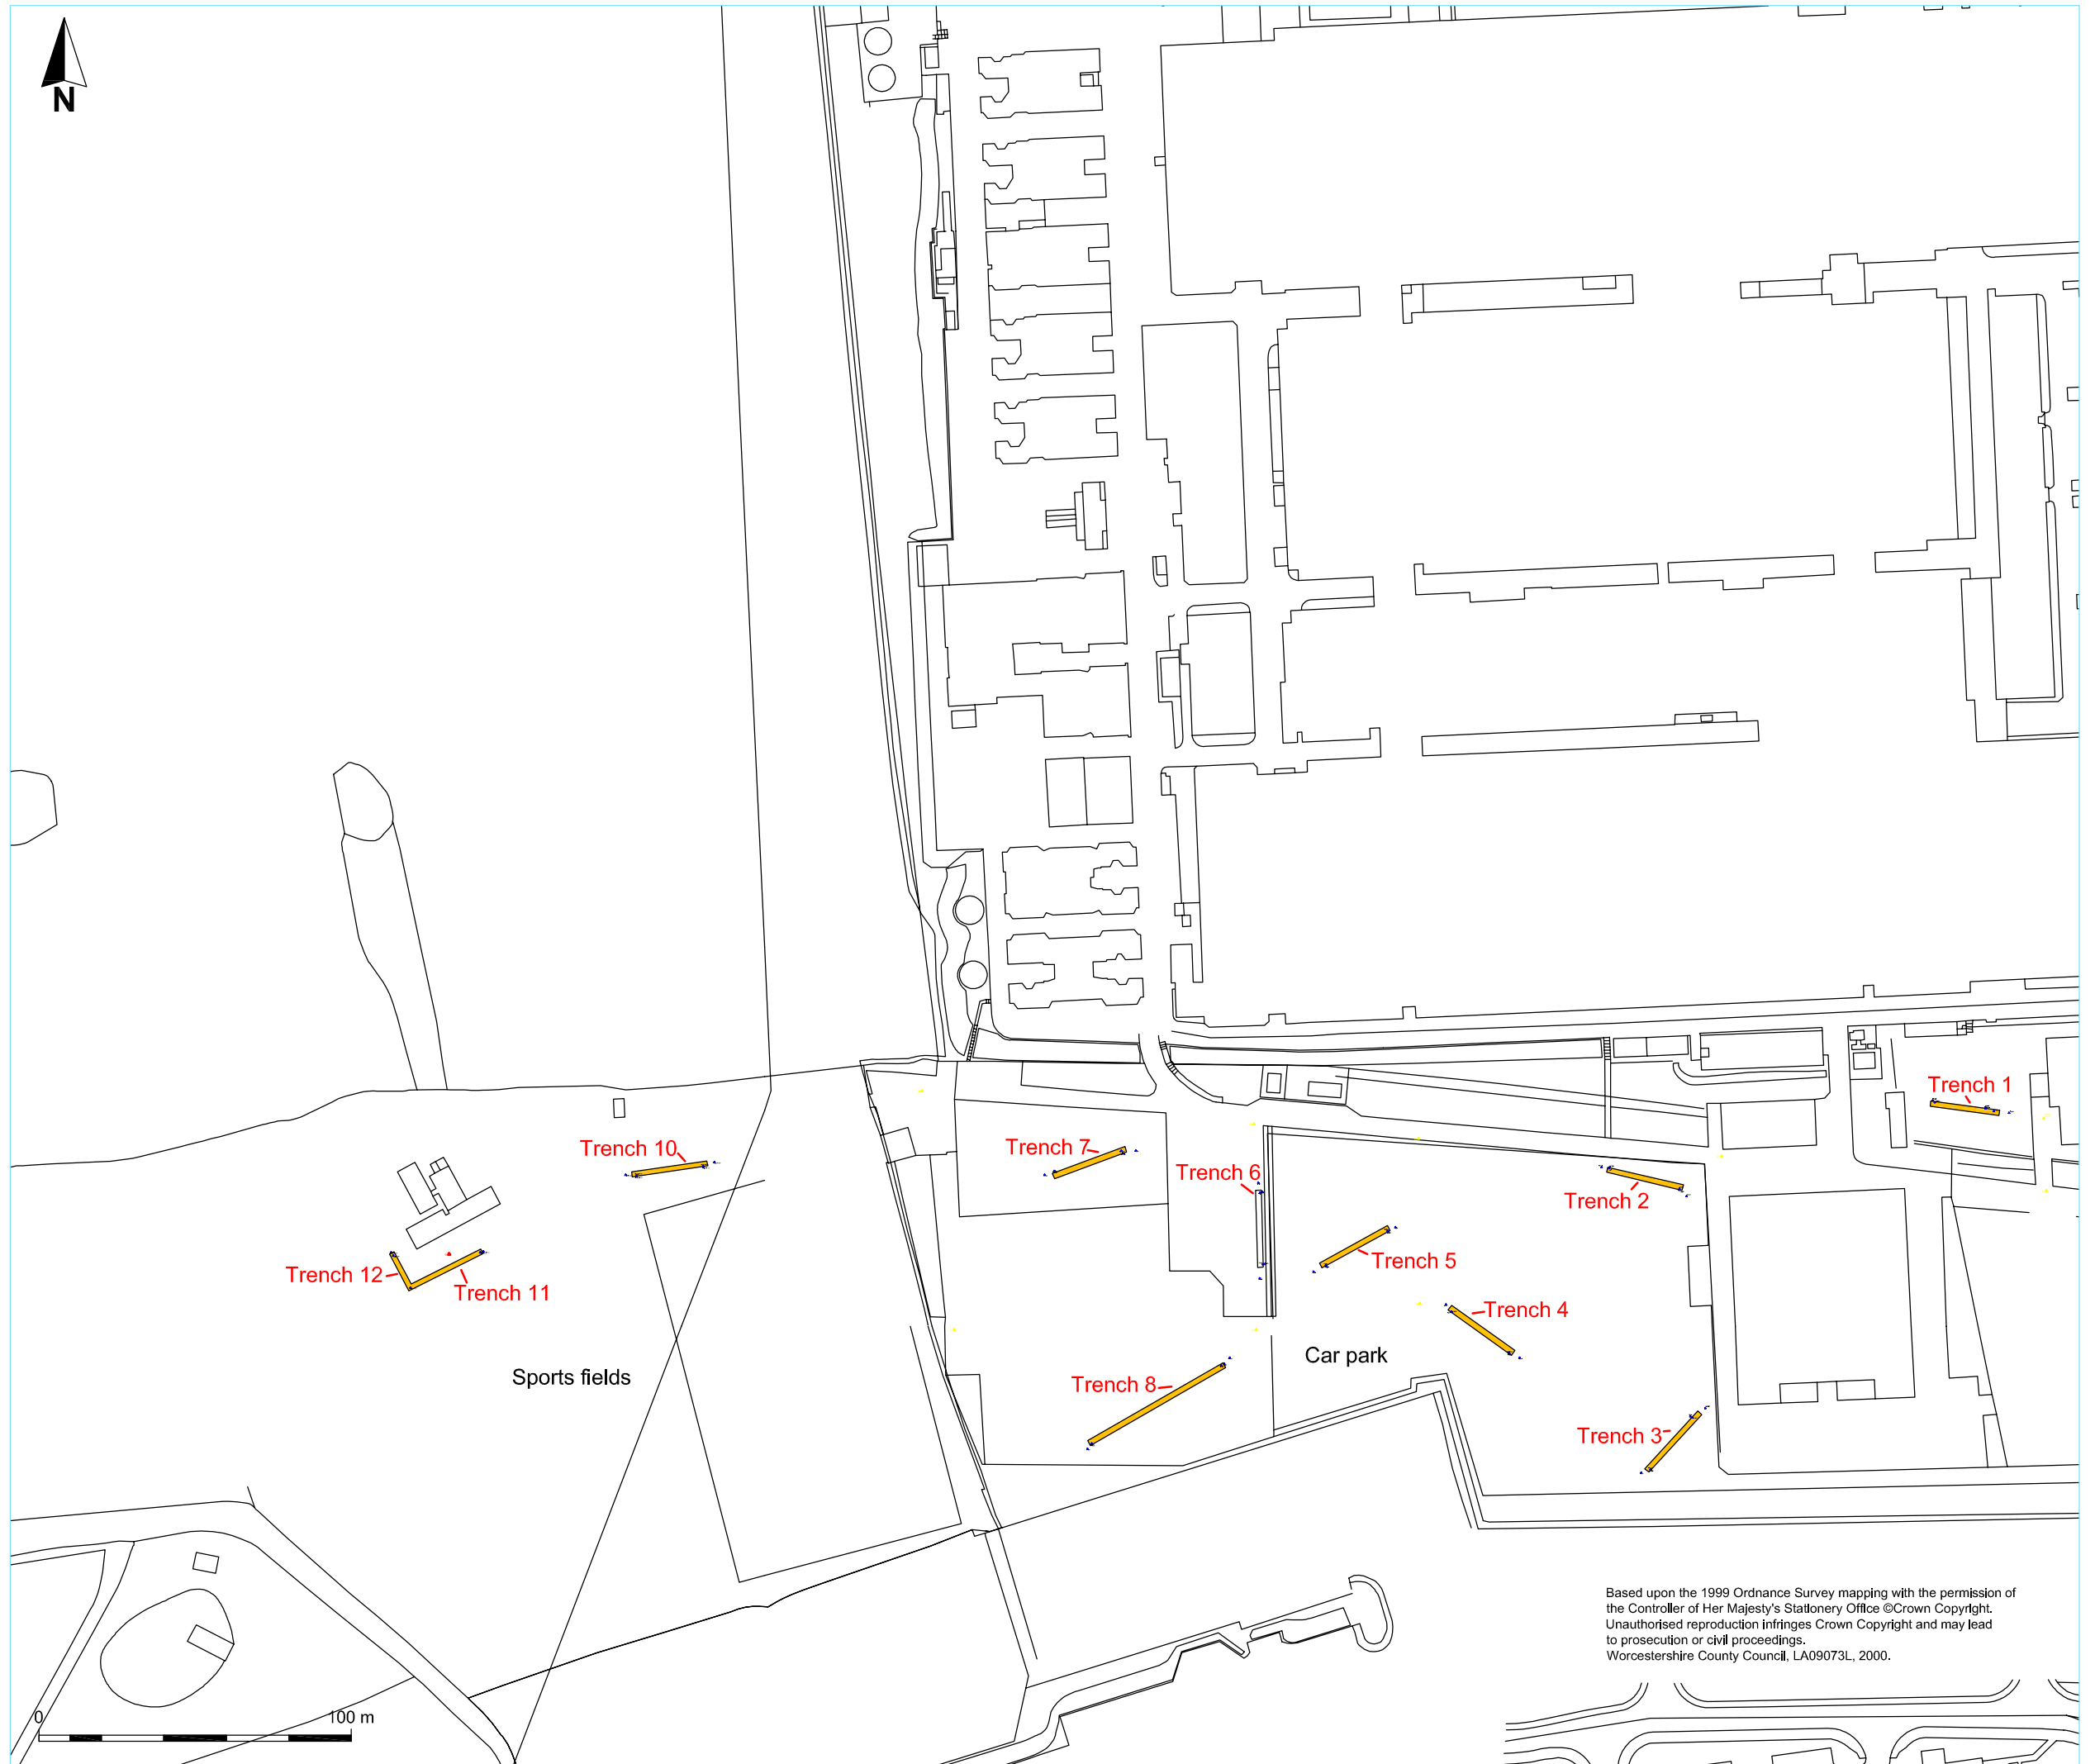 N
Trench 1
Trench 10
Trench 7
Trench 6
Trench 2
Trench 5
Trench 12
Trench 11
Trench 4
Car park
Sports fields
Trench 8
Trench 3
Based upon the 1999 Ordnance Survey mapping with the permission of
the Controller of Her Majesty's Stationery Office ©Crown Copyright.
Unauthorised reproduction infringes Crown Copyright and may lead
to prosecution or civil proceedings.
Worcestershire County Council, LA09073L, 2000.
0 100 m